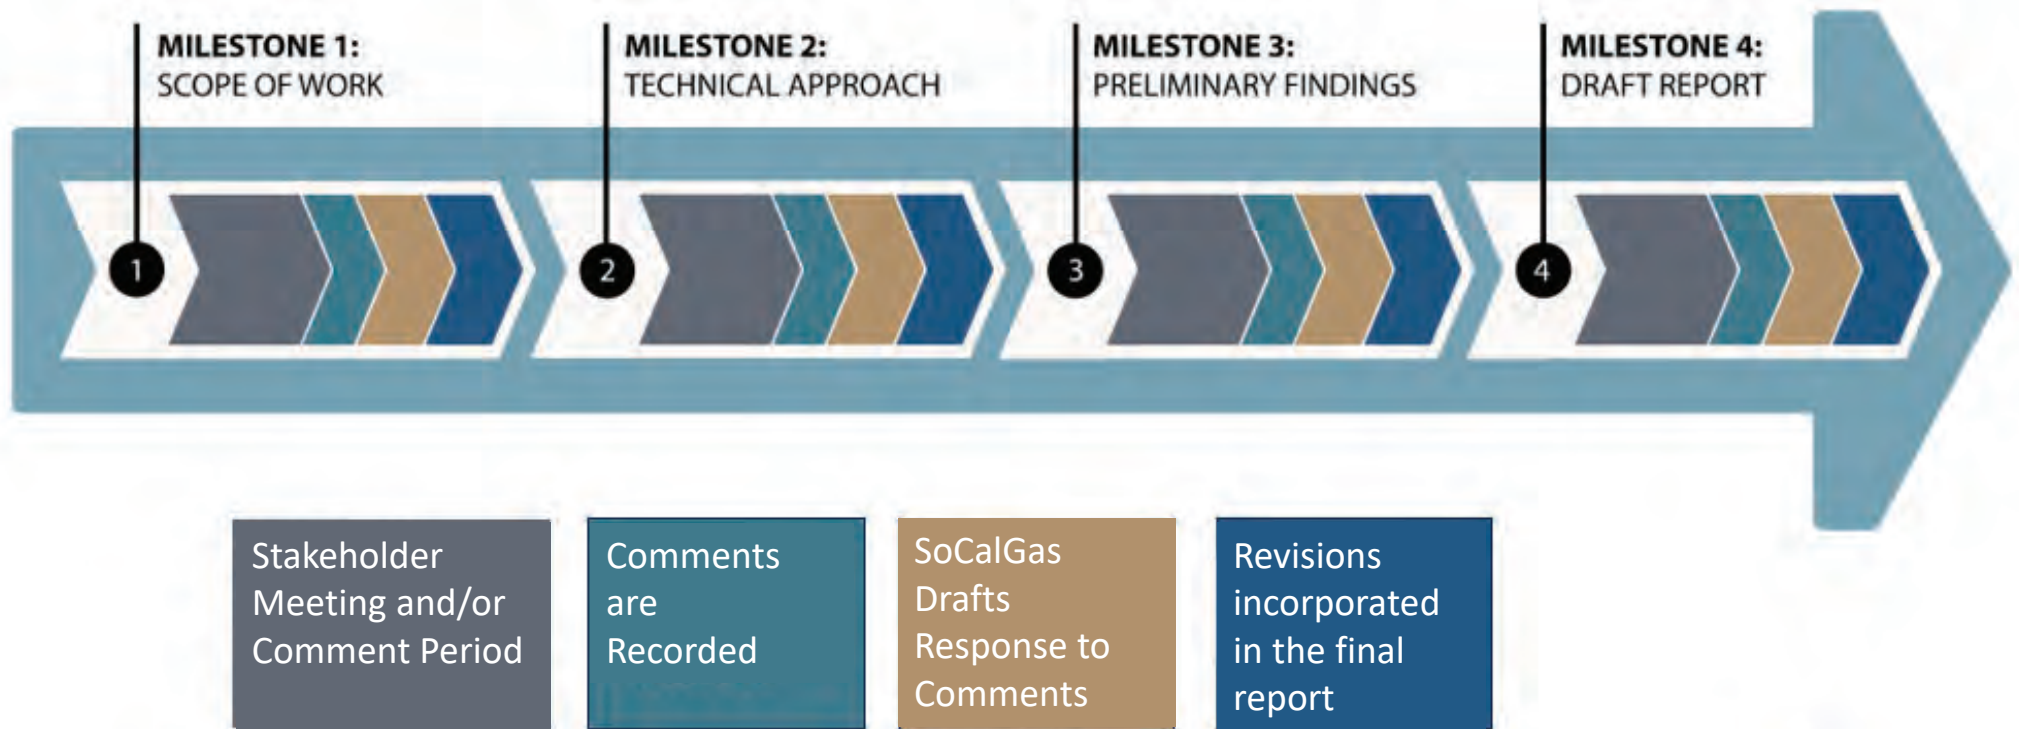 MILESTONE 1:
SCOPE OF WORK
MILESTONE 2:
TECHNICAL APPROACH
MILESTONE 3:
PRELIMINARY FINDINGS
MILESTONE 4:
DRAFT REPORT
1
2
3
4
Stakeholder
Meeting and/or
Comment Period
Comments
are
Recorded
SoCalGas
Drafts
Response to
Comments
Revisions
incorporated
in the final
report